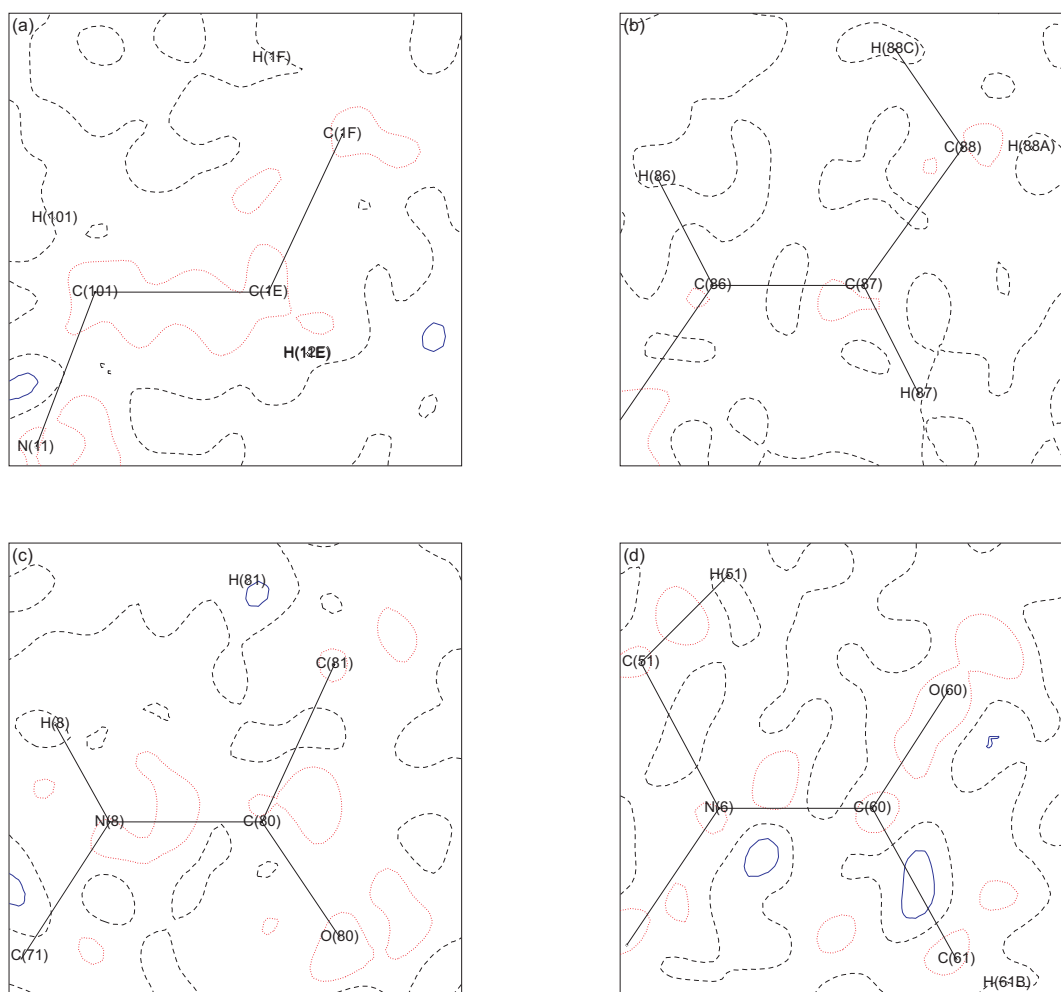 (a)
H(1F)
C(1F)
H(101)
C(101)
C(1E)
N(11)
(b)
H(88C)
C(88)
H(88A)
H(86)
C(86)
C(87)
H(87)
(c)
H(81)
C(81)
H(8)
N(8)
C(80)
O(80)
C(71)
(d)
H(51)
C(51)
O(60)
N(6)
C(60)
C(61)
H(61B)